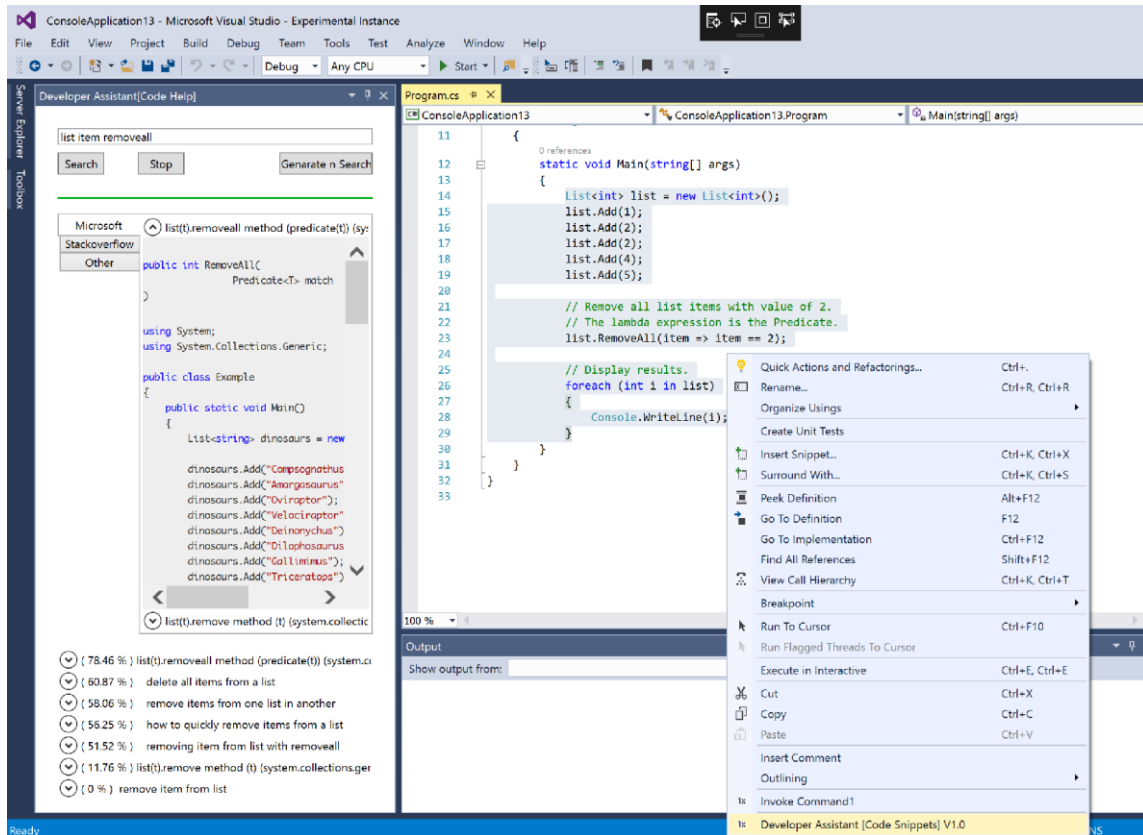 ConsoleApplication13 - Microsoft Visual Studio - Experimental Instance
File Edit View Project Build Debug Team Tools Test Analyze Window Help
Debug Any CPU Start
Server Explorer
Toolbox
Developer Assistant[Code Help]
list item removeall
Search Stop Genarate n Search
Microsoft
Stackoverflow
Other
list(t).removeall method (predicate(t)) (sy
public int RemoveAll(
Predicate<T> match
)
using System;
using System.Collections.Generic;
public class Example
{
public static void Main()
{
List<string> dinosaurs = new
dinosaurs.Add("Compsognathus
dinosaurs.Add("Amargasaurus"
dinosaurs.Add("Oviraptor");
dinosaurs.Add("Velociraptor"
dinosaurs.Add("Deinonychus")
dinosaurs.Add("Dilophosaurus
dinosaurs.Add("Gallimimus");
dinosaurs.Add("Triceratops")
list(t).remove method (t) (system.collectic
( 78.46 % ) list(t).removeall method (predicate(t)) (system.c
( 60.87 % ) delete all items from a list
( 58.06 % ) remove items from one list in another
( 56.25 % ) how to quickly remove items from a list
( 51.52 % ) removing item from list with removeall
( 11.76 % ) list(t).remove method (t) (system.collections.ger
( 0 % ) remove item from list
Program.cs
ConsoleApplication13 ConsoleApplication13.Program Main(string[] args)
11 {
0 references
12 static void Main(string[] args)
13 {
14 List<int> list = new List<int>();
15 list.Add(1);
16 list.Add(2);
17 list.Add(2);
18 list.Add(4);
19 list.Add(5);
20
21 // Remove all list items with value of 2.
22 // The lambda expression is the Predicate.
23 list.RemoveAll(item => item == 2);
24
25 // Display results.
26 foreach (int i in list)
27 {
28 Console.WriteLine(i);
29 }
30 }
31 }
32 }
33
100 %
Output
Show output from:
Quick Actions and Refactorings... Ctrl+.
Rename... Ctrl+R, Ctrl+R
Organize Usings
Create Unit Tests
Insert Snippet... Ctrl+K, Ctrl+X
Surround With... Ctrl+K, Ctrl+S
Peek Definition Alt+F12
Go To Definition F12
Go To Implementation Ctrl+F12
Find All References Shift+F12
View Call Hierarchy Ctrl+K, Ctrl+T
Breakpoint
Run To Cursor Ctrl+F10
Run Flagged Threads To Cursor
Execute in Interactive Ctrl+E, Ctrl+E
Cut Ctrl+X
Copy Ctrl+C
Paste Ctrl+V
Insert Comment
Outlining
Invoke Command1
Developer Assistant [Code Snippets] V1.0
Ready
NS